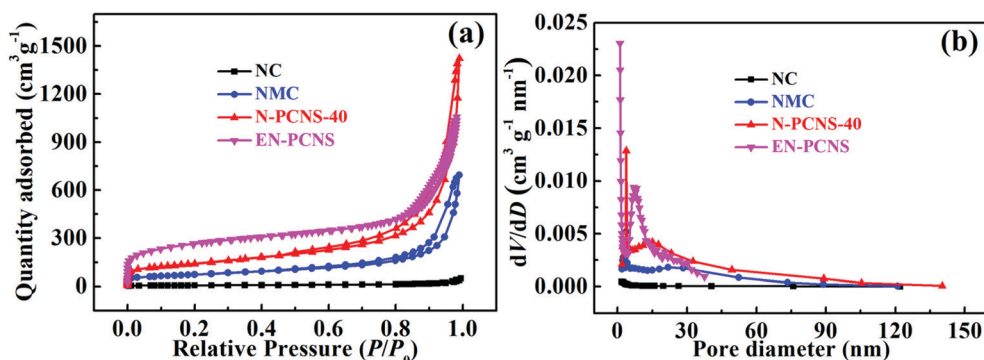 (a)
Quantity adsorbed (cm³ g⁻¹)
1500
1200
900
600
300
0
NC
NMC
N-PCNS-40
EN-PCNS
0.0 0.2 0.4 0.6 0.8 1.0
Relative Pressure (P/P₀)
(b)
dV/dD (cm³ g⁻¹ nm⁻¹)
0.025
0.020
0.015
0.010
0.005
0.000
NC
NMC
N-PCNS-40
EN-PCNS
0 30 60 90 120 150
Pore diameter (nm)